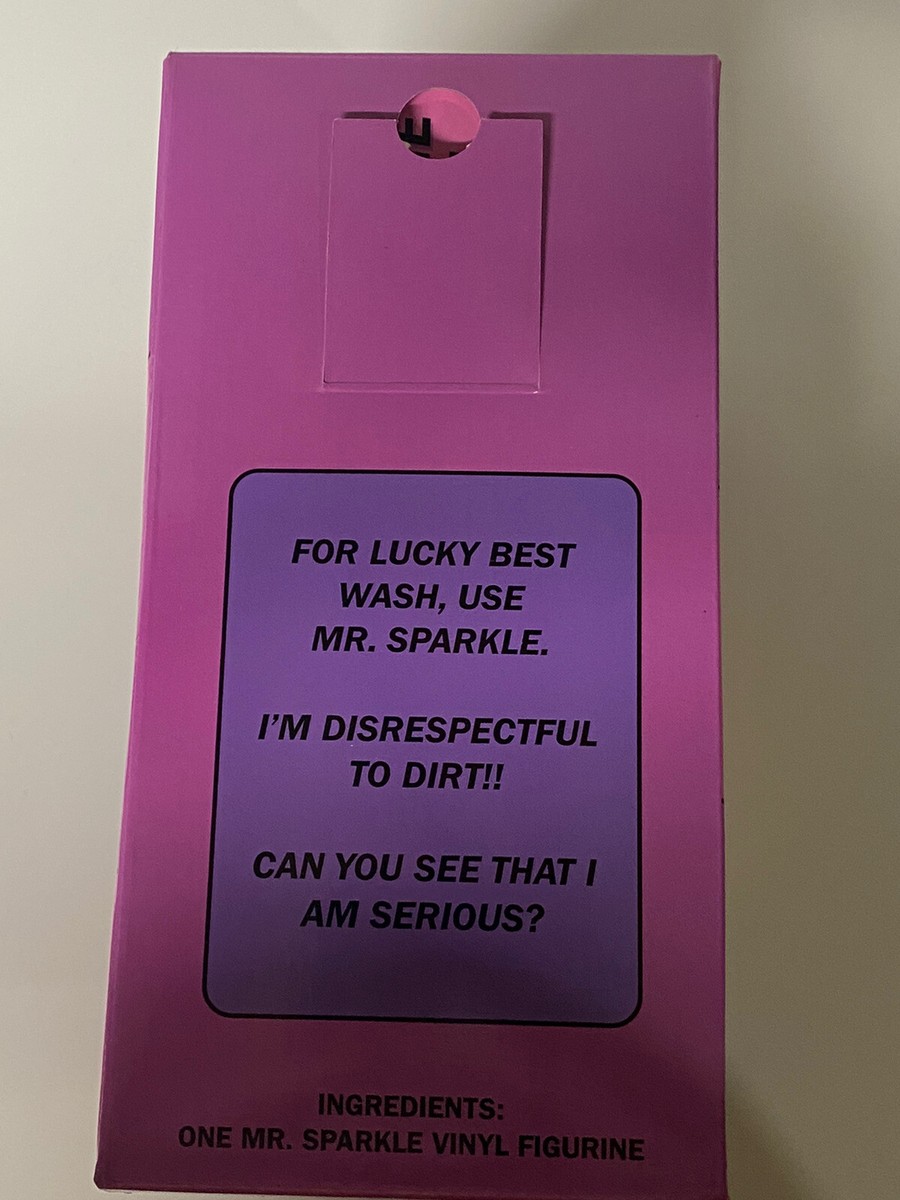 FOR LUCKY BEST
WASH, USE
MR. SPARKLE.
I'M DISRESPECTFUL
TO DIRT!!
CAN YOU SEE THAT I
AM SERIOUS?
INGREDIENTS:
ONE MR. SPARKLE VINYL FIGURINE